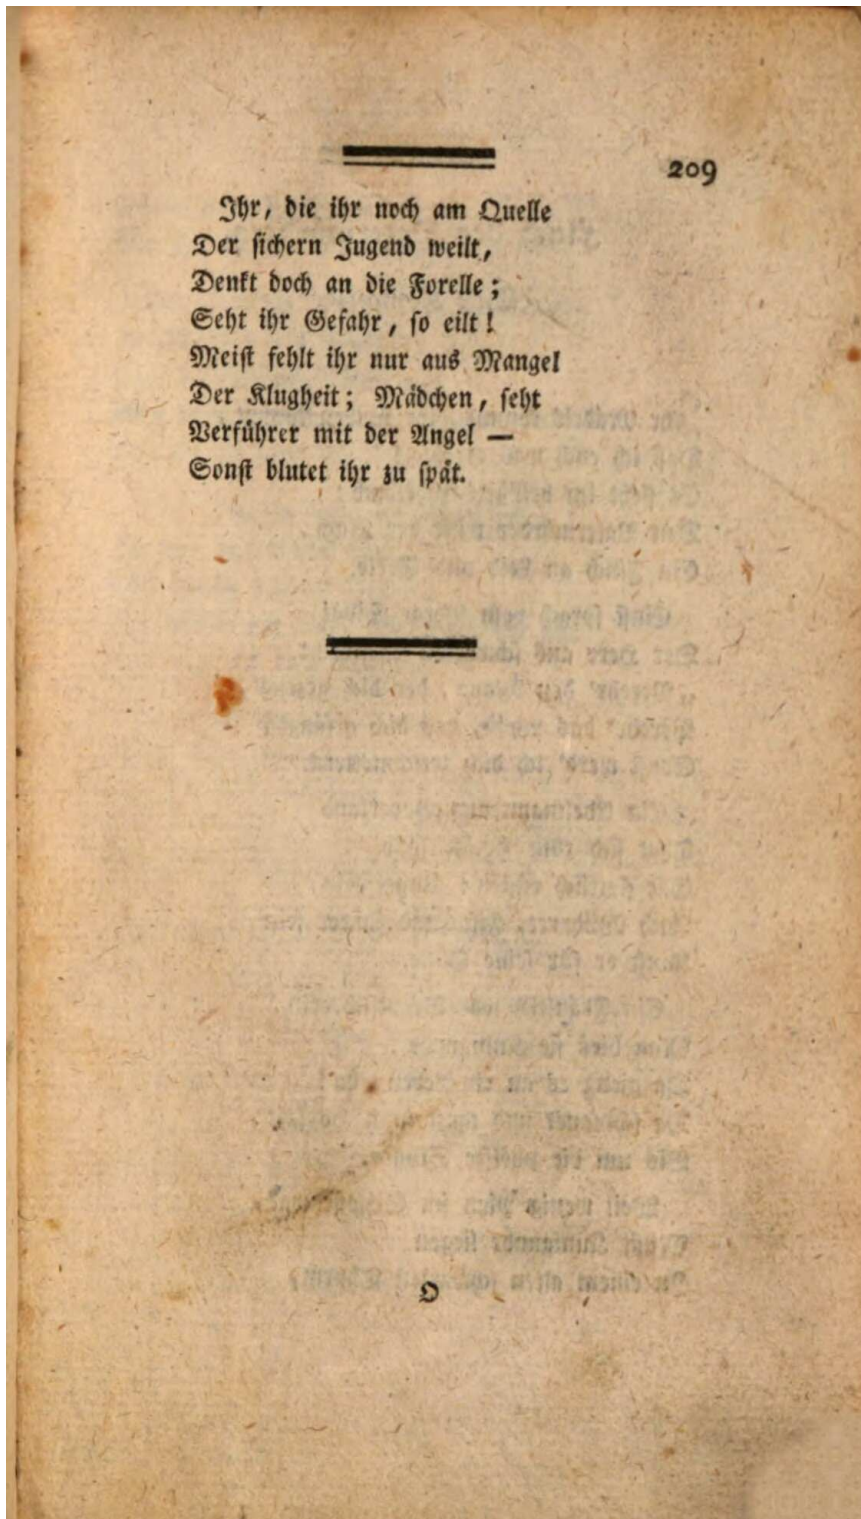 209
Ihr, die ihr noch am Quelle
Der sichern Jugend weilt,
Denkt doch an die Forelle;
Seht ihr Gefahr, so eilt!
Meist fehlt ihr nur aus Mangel
Der Klugheit; Mädchen, seht
Verführer mit der Angel —
Sonst blutet ihr zu spät.
O